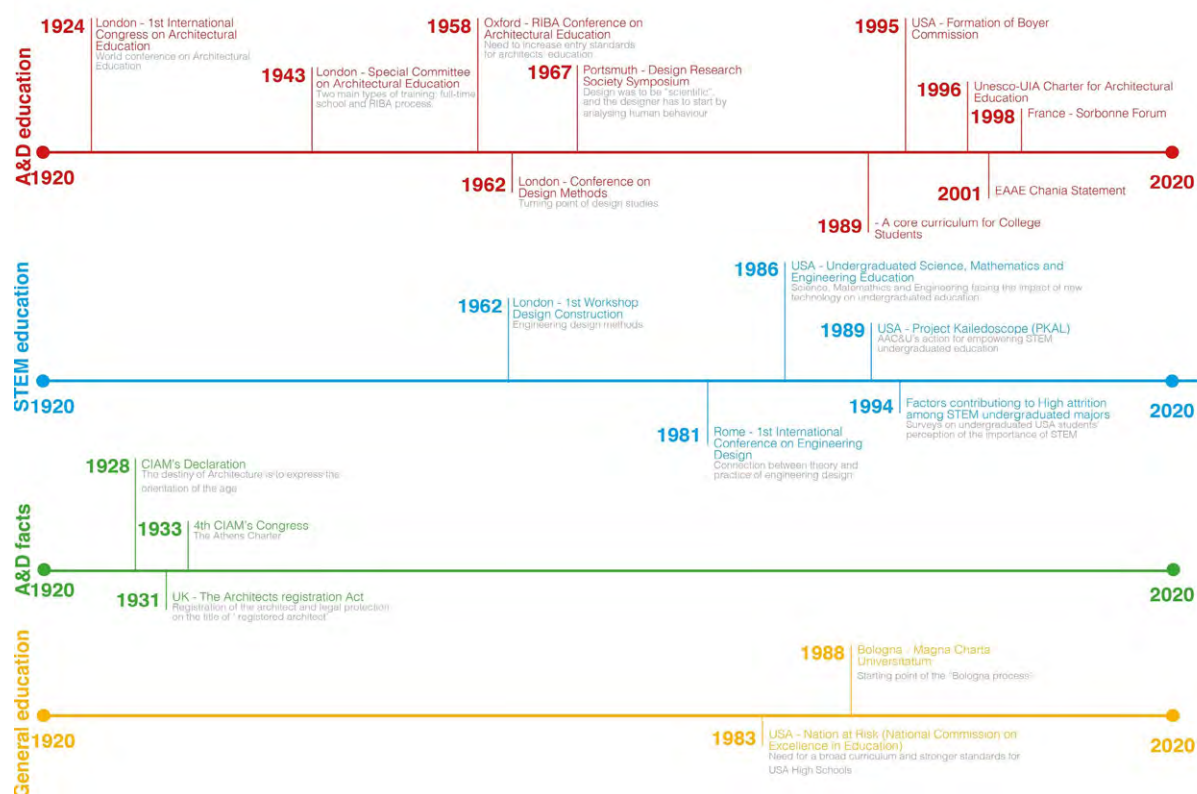 A&D education
1924
London - 1st International
Congress on Architectural
Education
World conference on Architectural
Education
1943
London - Special Committee
on Architectural Education
Two main types of training: full-time
school and RIBA process.
1958
Oxford - RIBA Conference on
Architectural Education
Need to increase entry standards
for architects' education
1967
Portsmouth - Design Research
Society Symposium
Design was to be "scientific",
and the designer has to start by
analysing human behaviour
1995
USA - Formation of Boyer
Commission
1996
Unesco-UIA Charter for Architectural
Education
1998
France - Sorbonne Forum
1920
2020
1962
London - Conference on
Design Methods
Turning point of design studies
1989
- A core curriculum for College
Students
2001
EAAE Chania Statement
STEM education
1962
London - 1st Workshop
Design Construction
Engineering design methods
1986
USA - Undergraduated Science, Mathematics and
Engineering Education
Science, Matemathics and Engineering facing the impact of new
technology on undergraduated education
1989
USA - Project Kailedoscope (PKAL)
AAC&U's action for empowering STEM
undergraduated education
1920
2020
1981
Rome - 1st International
Conference on Engineering
Design
Connection between theory and
practice of engineering design
1994
Factors contributiong to High attrition
among STEM undergraduated majors
Surveys on undergraduated USA students'
perception of the importance of STEM
A&D facts
1928
CIAM's Declaration
The destiny of Architecture is to express the
orientation of the age
1933
4th CIAM's Congress
The Athens Charter
1920
2020
1931
UK - The Architects registration Act
Registration of the architect and legal protection
on the title of " registered architect"
General education
1988
Bologna - Magna Charta
Universitatum
Starting point of the "Bologna process"
1920
2020
1983
USA - Nation at Risk (National Commission on
Excellence in Education)
Need for a broad curriculum and stronger standards for
USA High Schools